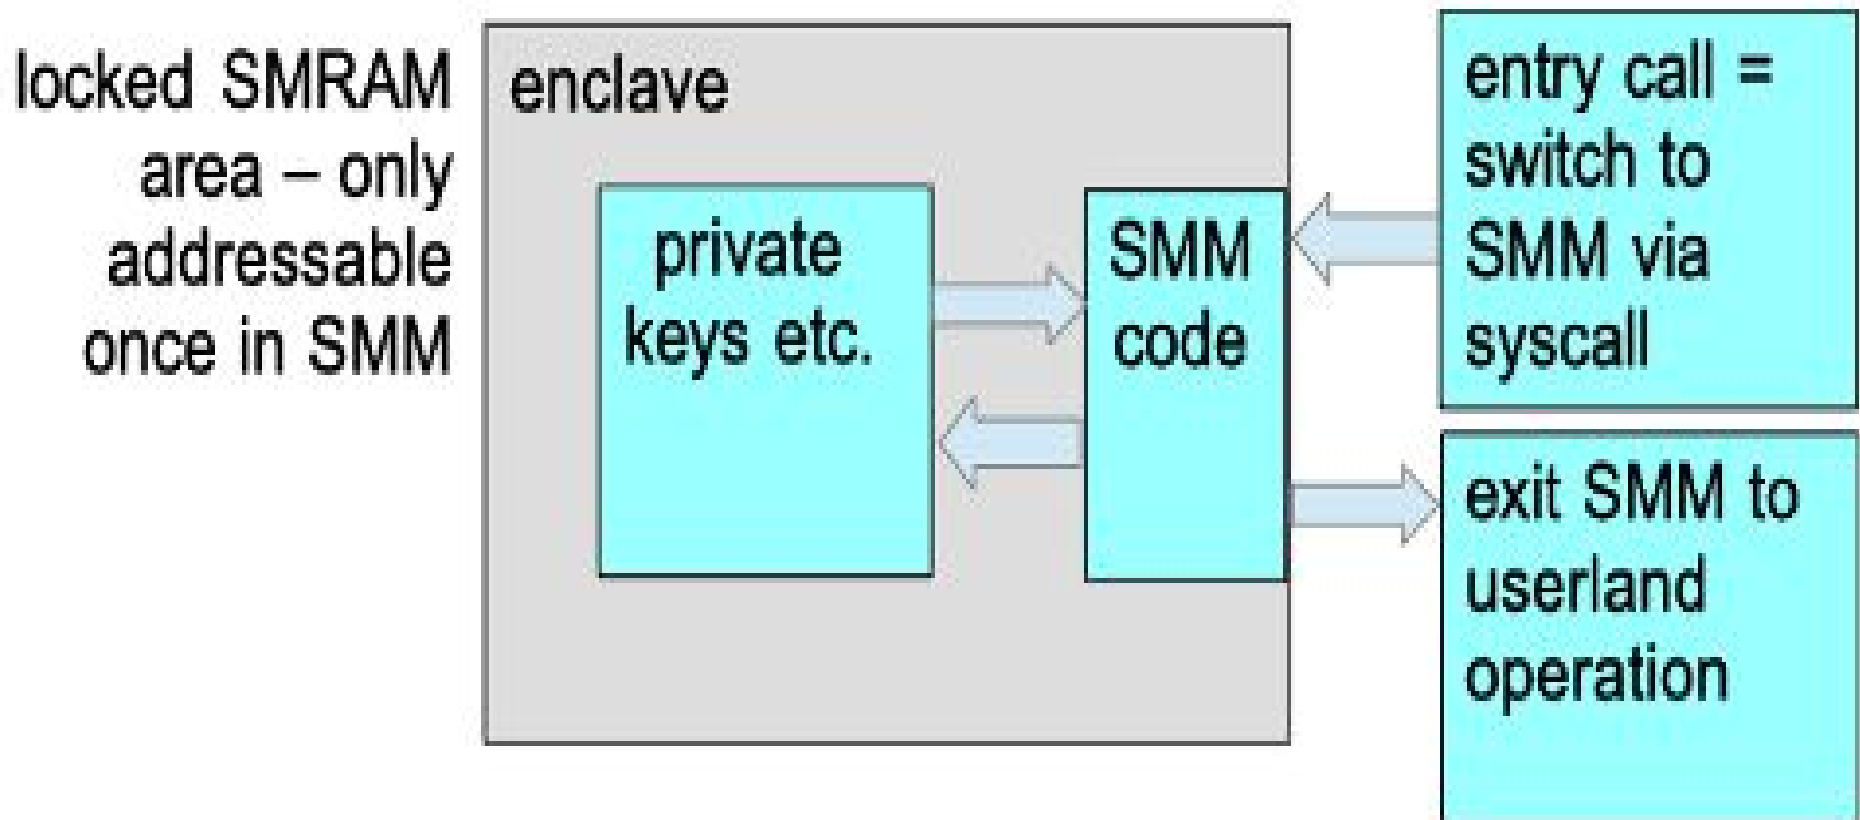 locked SMRAM
area – only
addressable
once in SMM
enclave
private
keys etc.
SMM
code
entry call =
switch to
SMM via
syscall
exit SMM to
userland
operation